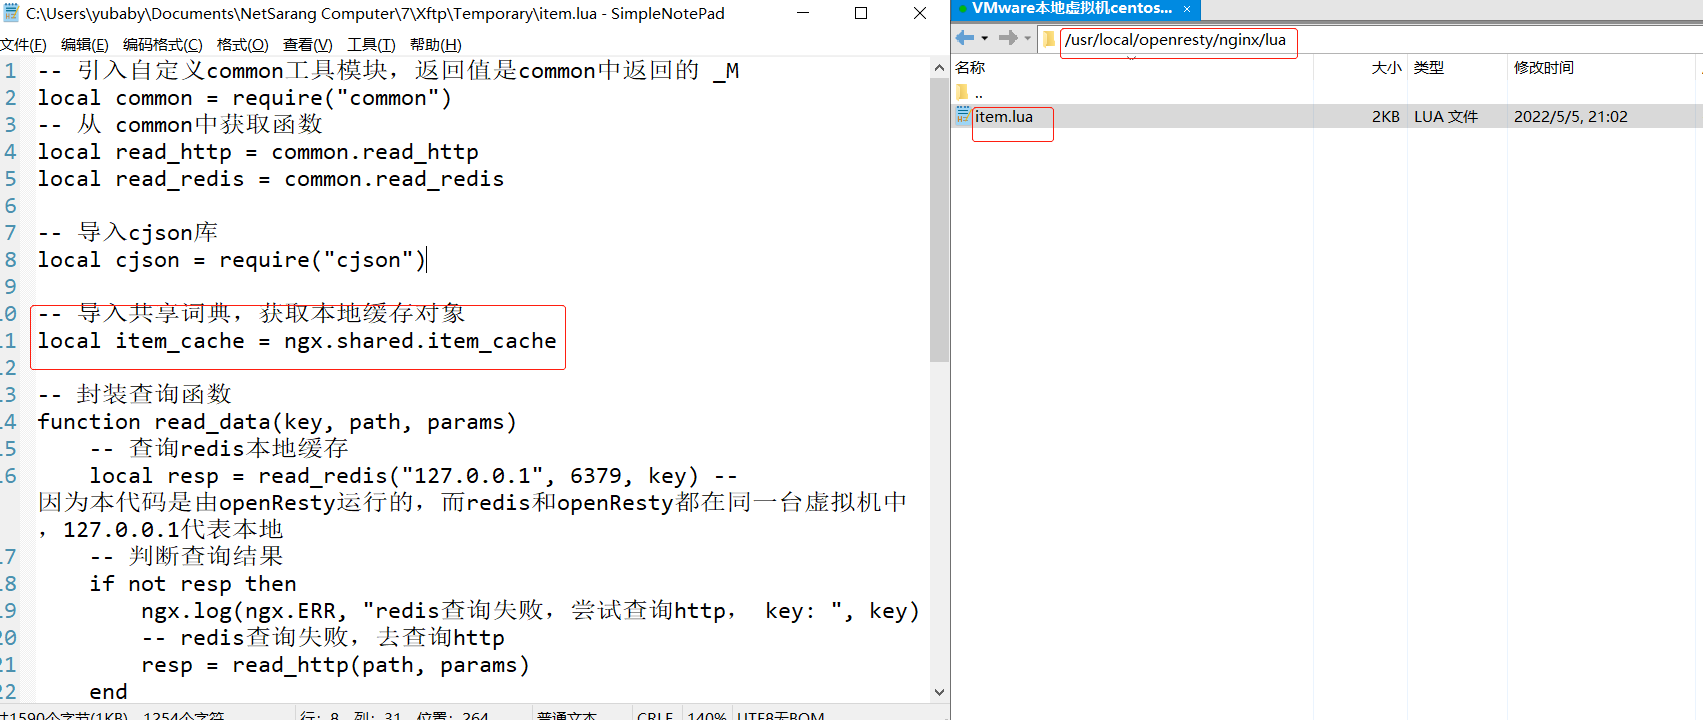 C:\Users\yubaby\Documents\NetSarang Computer\7\Xftp\Temporary\item.lua - SimpleNotePad
文件(F) 编辑(E) 编码格式(C) 格式(O) 查看(V) 工具(T) 帮助(H)
1 -- 引入自定义common工具模块，返回值是common中返回的 _M
2 local common = require("common")
3 -- 从 common中获取函数
4 local read_http = common.read_http
5 local read_redis = common.read_redis
6
7 -- 导入cjson库
8 local cjson = require("cjson")
9
10 -- 导入共享词典，获取本地缓存对象
11 local item_cache = ngx.shared.item_cache
12
13 -- 封装查询函数
14 function read_data(key, path, params)
15 -- 查询redis本地缓存
16 local resp = read_redis("127.0.0.1", 6379, key) --
因为本代码是由openResty运行的，而redis和openResty都在同一台虚拟机中
，127.0.0.1代表本地
17 -- 判断查询结果
18 if not resp then
19 ngx.log(ngx.ERR, "redis查询失败，尝试查询http， key: ", key)
20 -- redis查询失败，去查询http
21 resp = read_http(path, params)
22 end
共1590个字节(1KB)，1254个字符 行：8 列：31 位置：264 普通文本 CRLF 140% UTF8无BOM
VMware本地虚拟机centos... ×
/usr/local/openresty/nginx/lua
名称 大小 类型 修改时间
..
item.lua 2KB LUA 文件 2022/5/5, 21:02